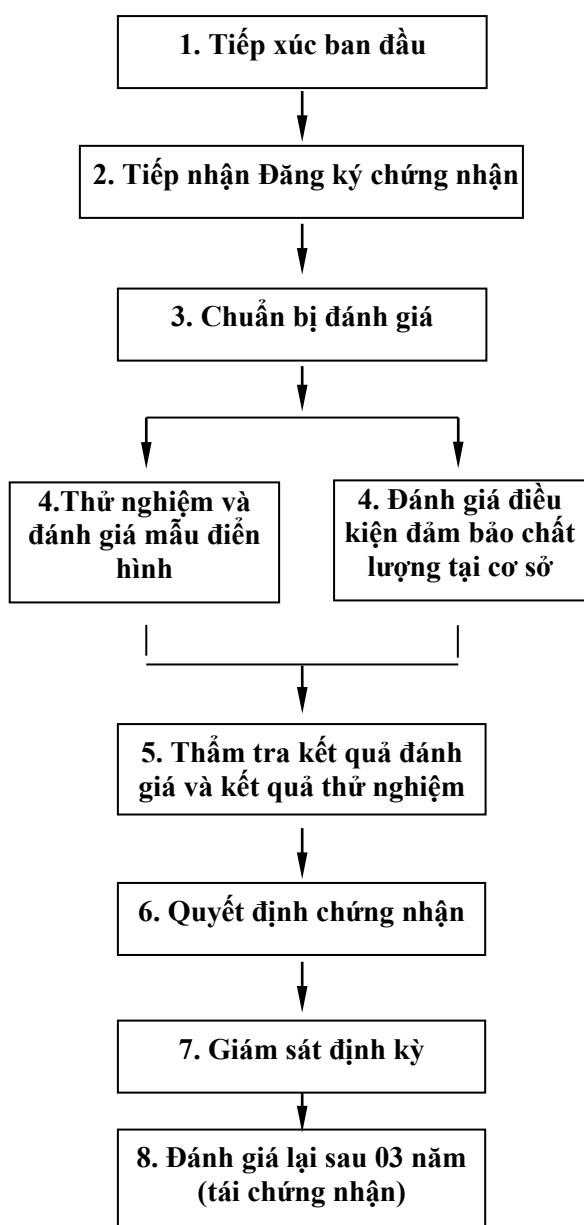 1. Tiếp xúc ban đầu
2. Tiếp nhận Đăng ký chứng nhận
3. Chuẩn bị đánh giá
4.Thử nghiệm và
đánh giá mẫu điển
hình
4. Đánh giá điều
kiện đảm bảo chất
lượng tại cơ sở
5. Thẩm tra kết quả đánh
giá và kết quả thử nghiệm
6. Quyết định chứng nhận
7. Giám sát định kỳ
8. Đánh giá lại sau 03 năm
(tái chứng nhận)